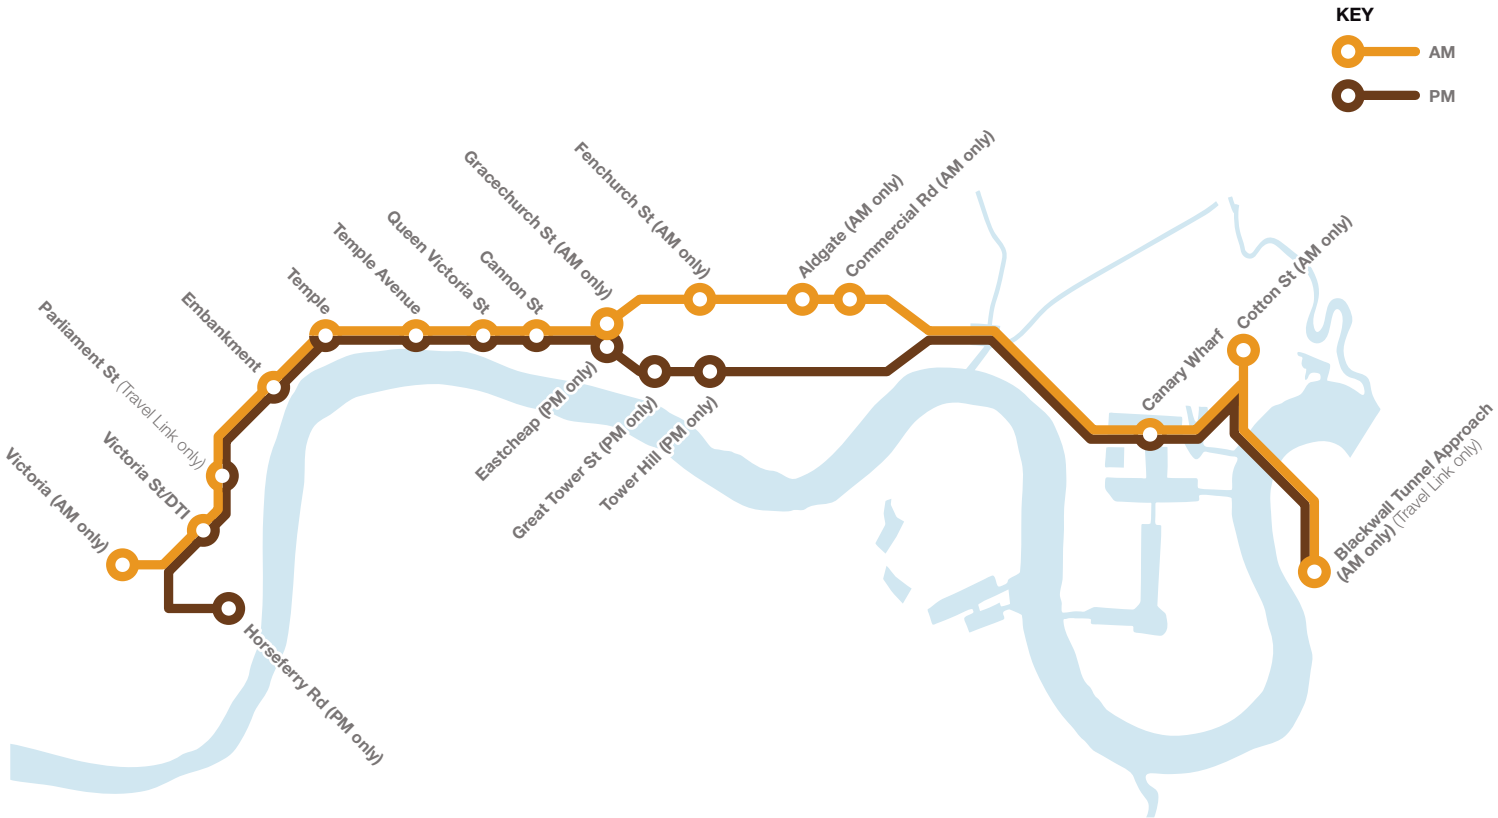 KEY
AM
PM
Victoria (AM only)
Victoria St/DTI
Parliament St (Travel Link only)
Embankment
Temple
Temple Avenue
Queen Victoria St
Cannon St
Gracechurch St (AM only)
Fenchurch St (AM only)
Aldgate (AM only)
Commercial Rd (AM only)
Canary Wharf
Cotton St (AM only)
Blackwall Tunnel Approach
(AM only) (Travel Link only)
Eastcheap (PM only)
Great Tower St (PM only)
Tower Hill (PM only)
Horseferry Rd (PM only)